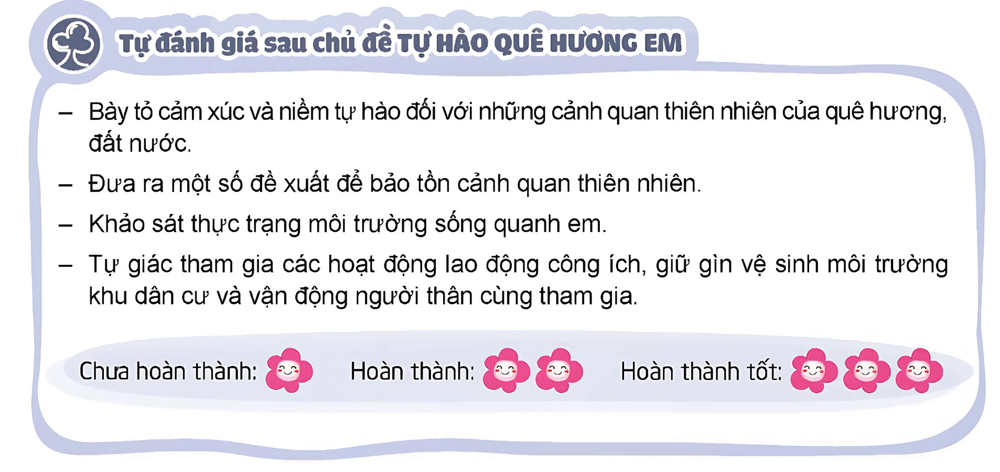 Tự đánh giá sau chủ đề TỰ HÀO QUÊ HƯƠNG EM
– Bày tỏ cảm xúc và niềm tự hào đối với những cảnh quan thiên nhiên của quê hương,
đất nước.
– Đưa ra một số đề xuất để bảo tồn cảnh quan thiên nhiên.
– Khảo sát thực trạng môi trường sống quanh em.
– Tự giác tham gia các hoạt động lao động công ích, giữ gìn vệ sinh môi trường
khu dân cư và vận động người thân cùng tham gia.
Chưa hoàn thành: Hoàn thành: Hoàn thành tốt: